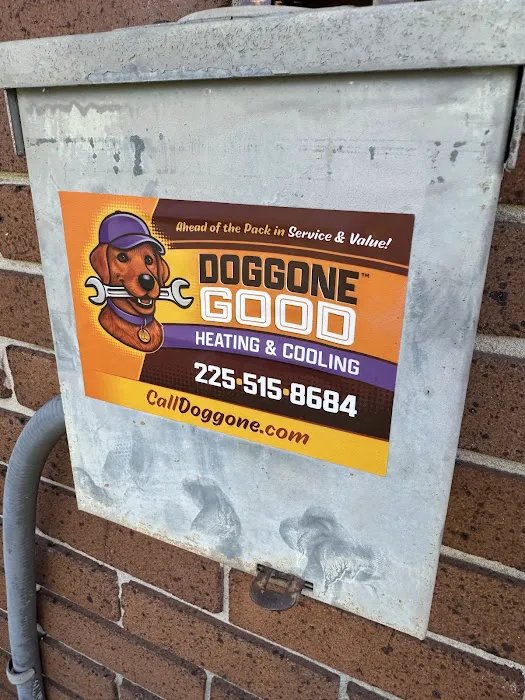 Ahead of the Pack in Service & Value!
DOGGONE™
GOOD
HEATING & COOLING
225•515•8684
CallDoggone.com